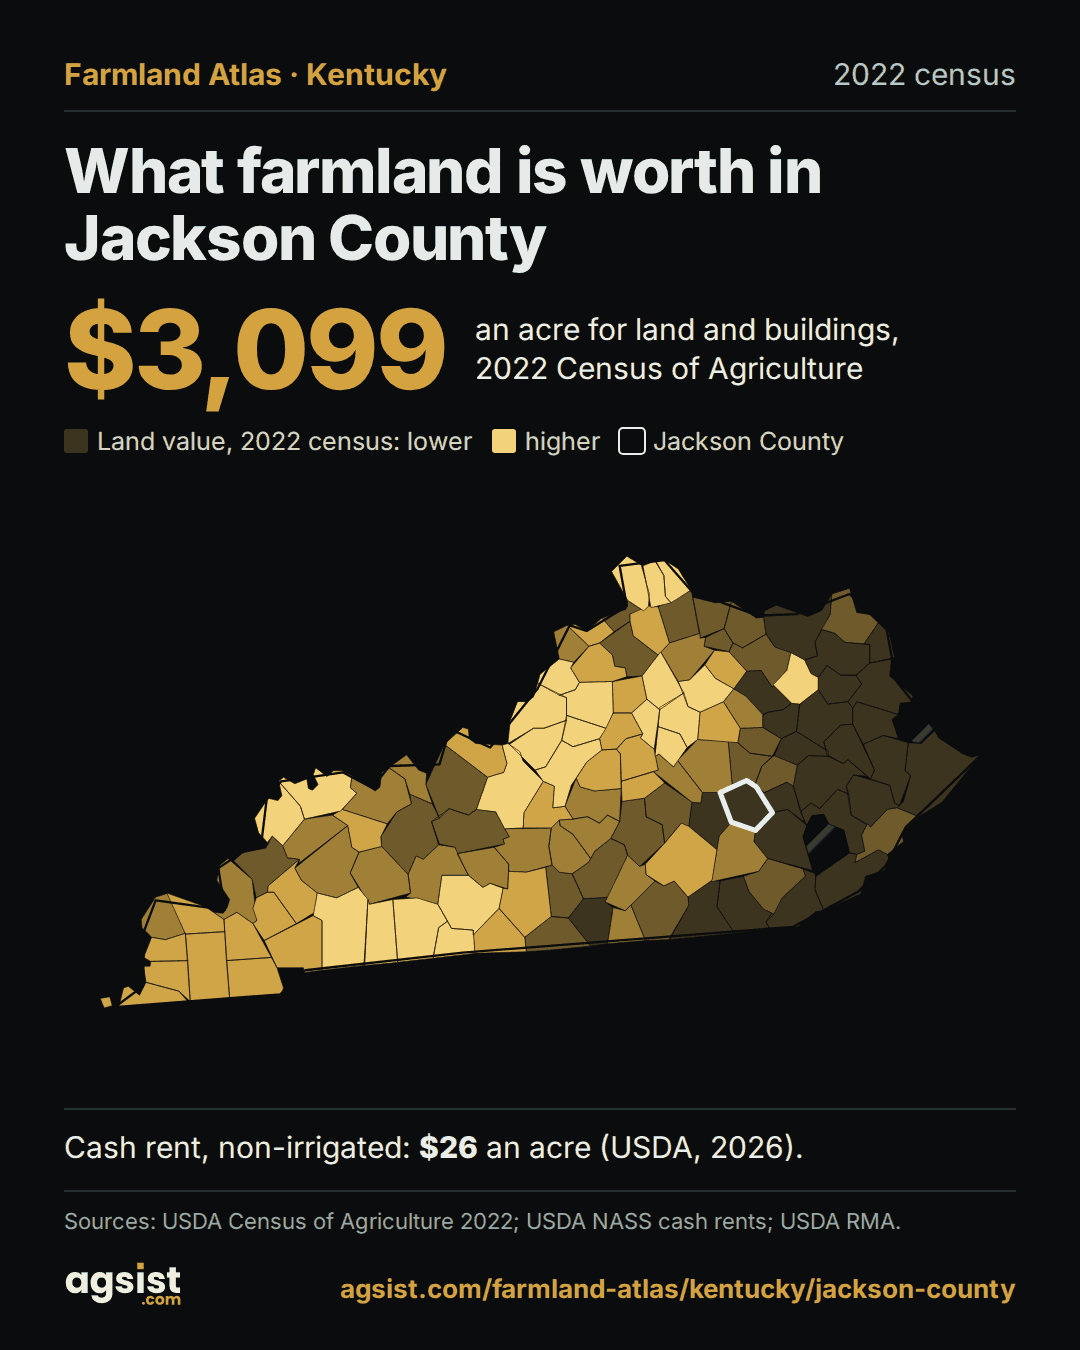 Farmland Atlas · Kentucky
2022 census
What farmland is worth in
Jackson County
$3,099
an acre for land and buildings,
2022 Census of Agriculture
Land value, 2022 census: lower
higher
Jackson County
Cash rent, non-irrigated: $26 an acre (USDA, 2026).
Sources: USDA Census of Agriculture 2022; USDA NASS cash rents; USDA RMA.
agsist
.com
agsist.com/farmland-atlas/kentucky/jackson-county